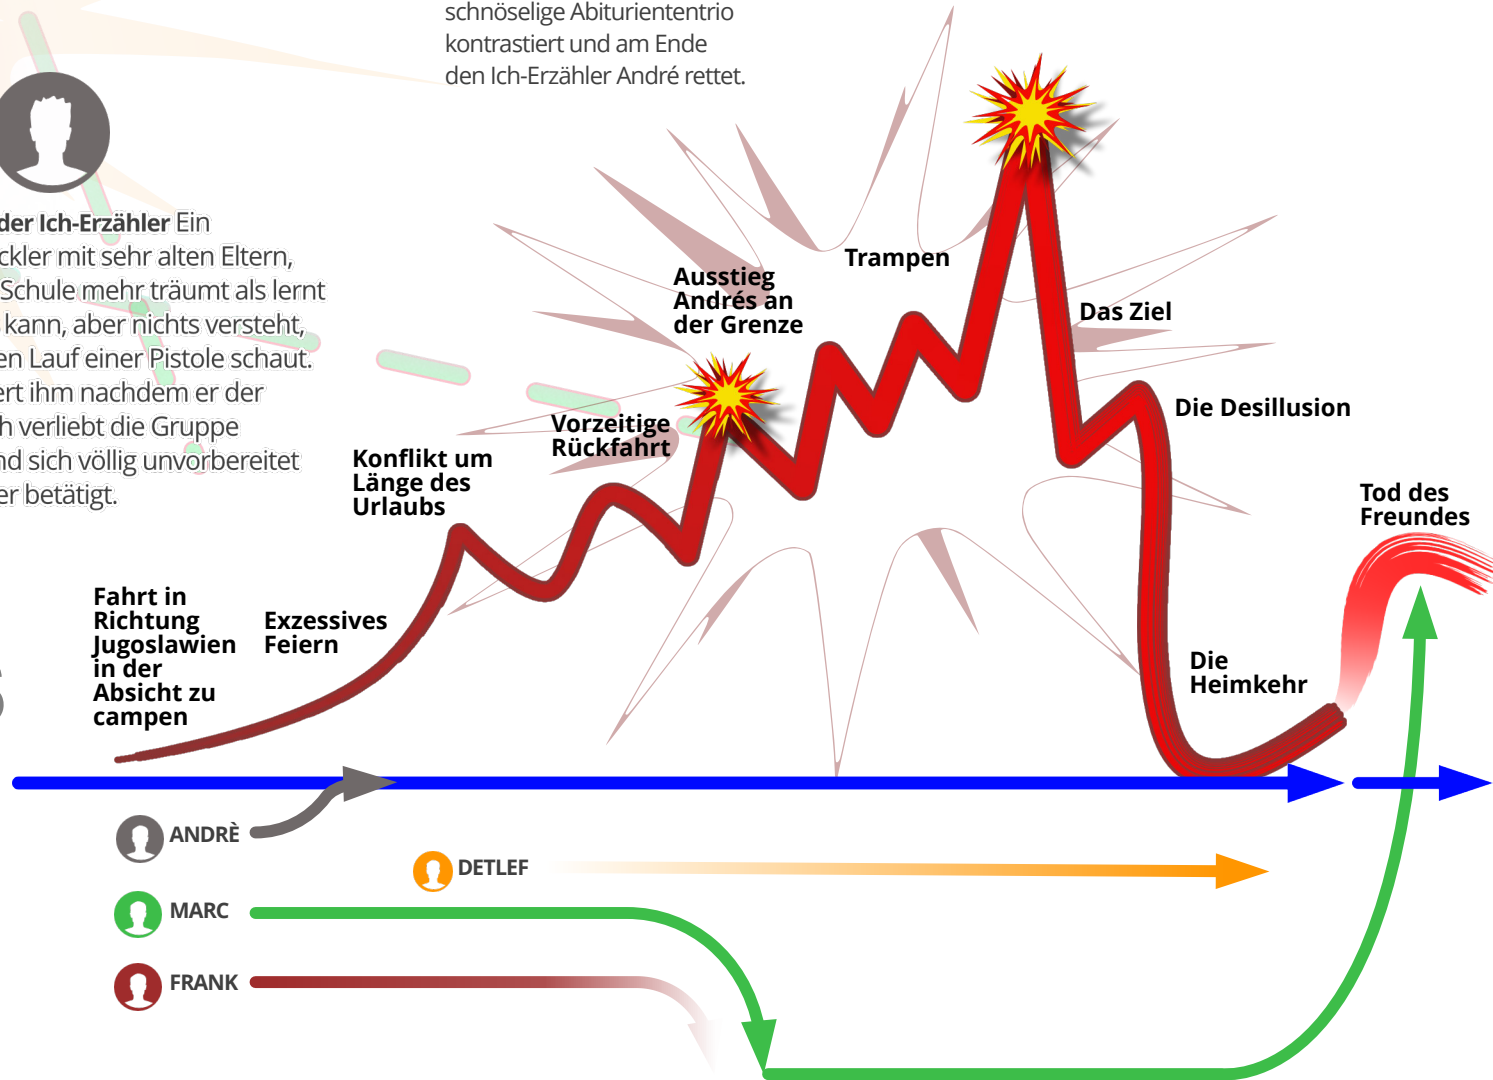 schnöselige Abiturientetrio
kontrastiert und am Ende
den Ich-Erzähler André rettet.
der Ich-Erzähler Ein
ckler mit sehr alten Eltern,
Schule mehr träumt als lernt
kann, aber nichts versteht,
en Lauf einer Pistole schaut.
ert ihm nachdem er der
h verliebt die Gruppe
nd sich völlig unvorbereitet
er betätigt.
Fahrt in
Richtung
Jugoslawien
in der
Absicht zu
campen
Exzessives
Feiern
Konflikt um
Länge des
Urlaubs
Vorzeitige
Rückfahrt
Ausstieg
Andrés an
der Grenze
Trampen
Das Ziel
Die Desillusion
Die
Heimkehr
Tod des
Freundes
ANDRÈ
DETLEF
MARC
FRANK